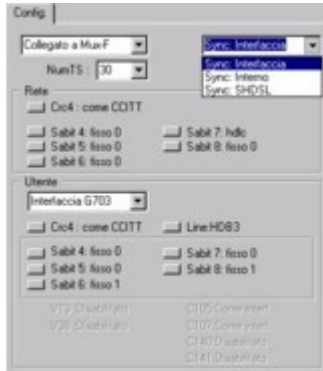 Config.
Collegato a Mux-F
Sync: Interfaccia
NumTS : 30
Sync: Interfaccia
Sync: Interno
Sync: SHDSL
Rete
Crc4 : come CCITT
Sabit 4: fisso 0
Sabit 7: hdlc
Sabit 5: fisso 0
Sabit 8: fisso 0
Sabit 6: fisso 0
Utente
Interfaccia G703
Crc4 : come CCITT
Line:HDB3
Sabit 4: fisso 0
Sabit 7: fisso 0
Sabit 5: fisso 0
Sabit 8: fisso 1
Sabit 6: fisso 1
V13: Disabilitato
C105:Come interf.
V38: Disabilitato
C107:Come interf.
C140:Disabilitato
C141:Disabilitato